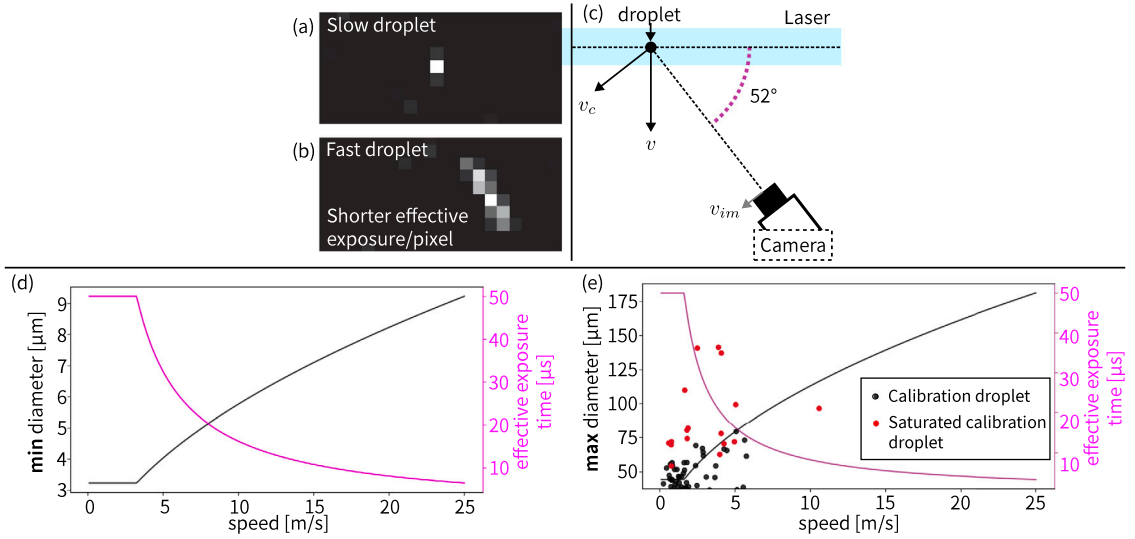 (a)
Slow droplet
(b)
Fast droplet
Shorter effective
exposure/pixel
(c)
droplet
Laser
52°
v_c
v
v_im
Camera
(d)
min diameter [µm]
9
8
7
6
5
4
3
0
5
10
15
20
25
speed [m/s]
50
40
30
20
10
effective exposure
time [µs]
(e)
max diameter [µm]
175
150
125
100
75
50
0
5
10
15
20
25
speed [m/s]
50
40
30
20
10
effective exposure
time [µs]
Calibration droplet
Saturated calibration
droplet